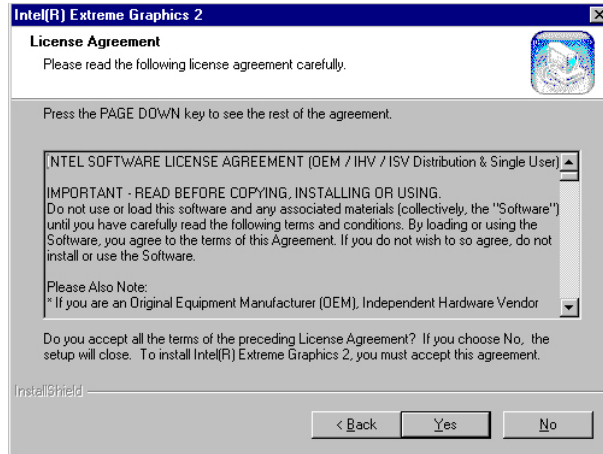 Intel(R) Extreme Graphics 2
License Agreement
Please read the following license agreement carefully.
Press the PAGE DOWN key to see the rest of the agreement.
INTEL SOFTWARE LICENSE AGREEMENT (OEM / IHV / ISV Distribution & Single User)
IMPORTANT - READ BEFORE COPYING, INSTALLING OR USING.
Do not use or load this software and any associated materials (collectively, the "Software")
until you have carefully read the following terms and conditions. By loading or using the
Software, you agree to the terms of this Agreement. If you do not wish to so agree, do not
install or use the Software.
Please Also Note:
* If you are an Original Equipment Manufacturer (OEM), Independent Hardware Vendor
Do you accept all the terms of the preceding License Agreement? If you choose No, the
setup will close. To install Intel(R) Extreme Graphics 2, you must accept this agreement.
InstallShield
< Back
Yes
No